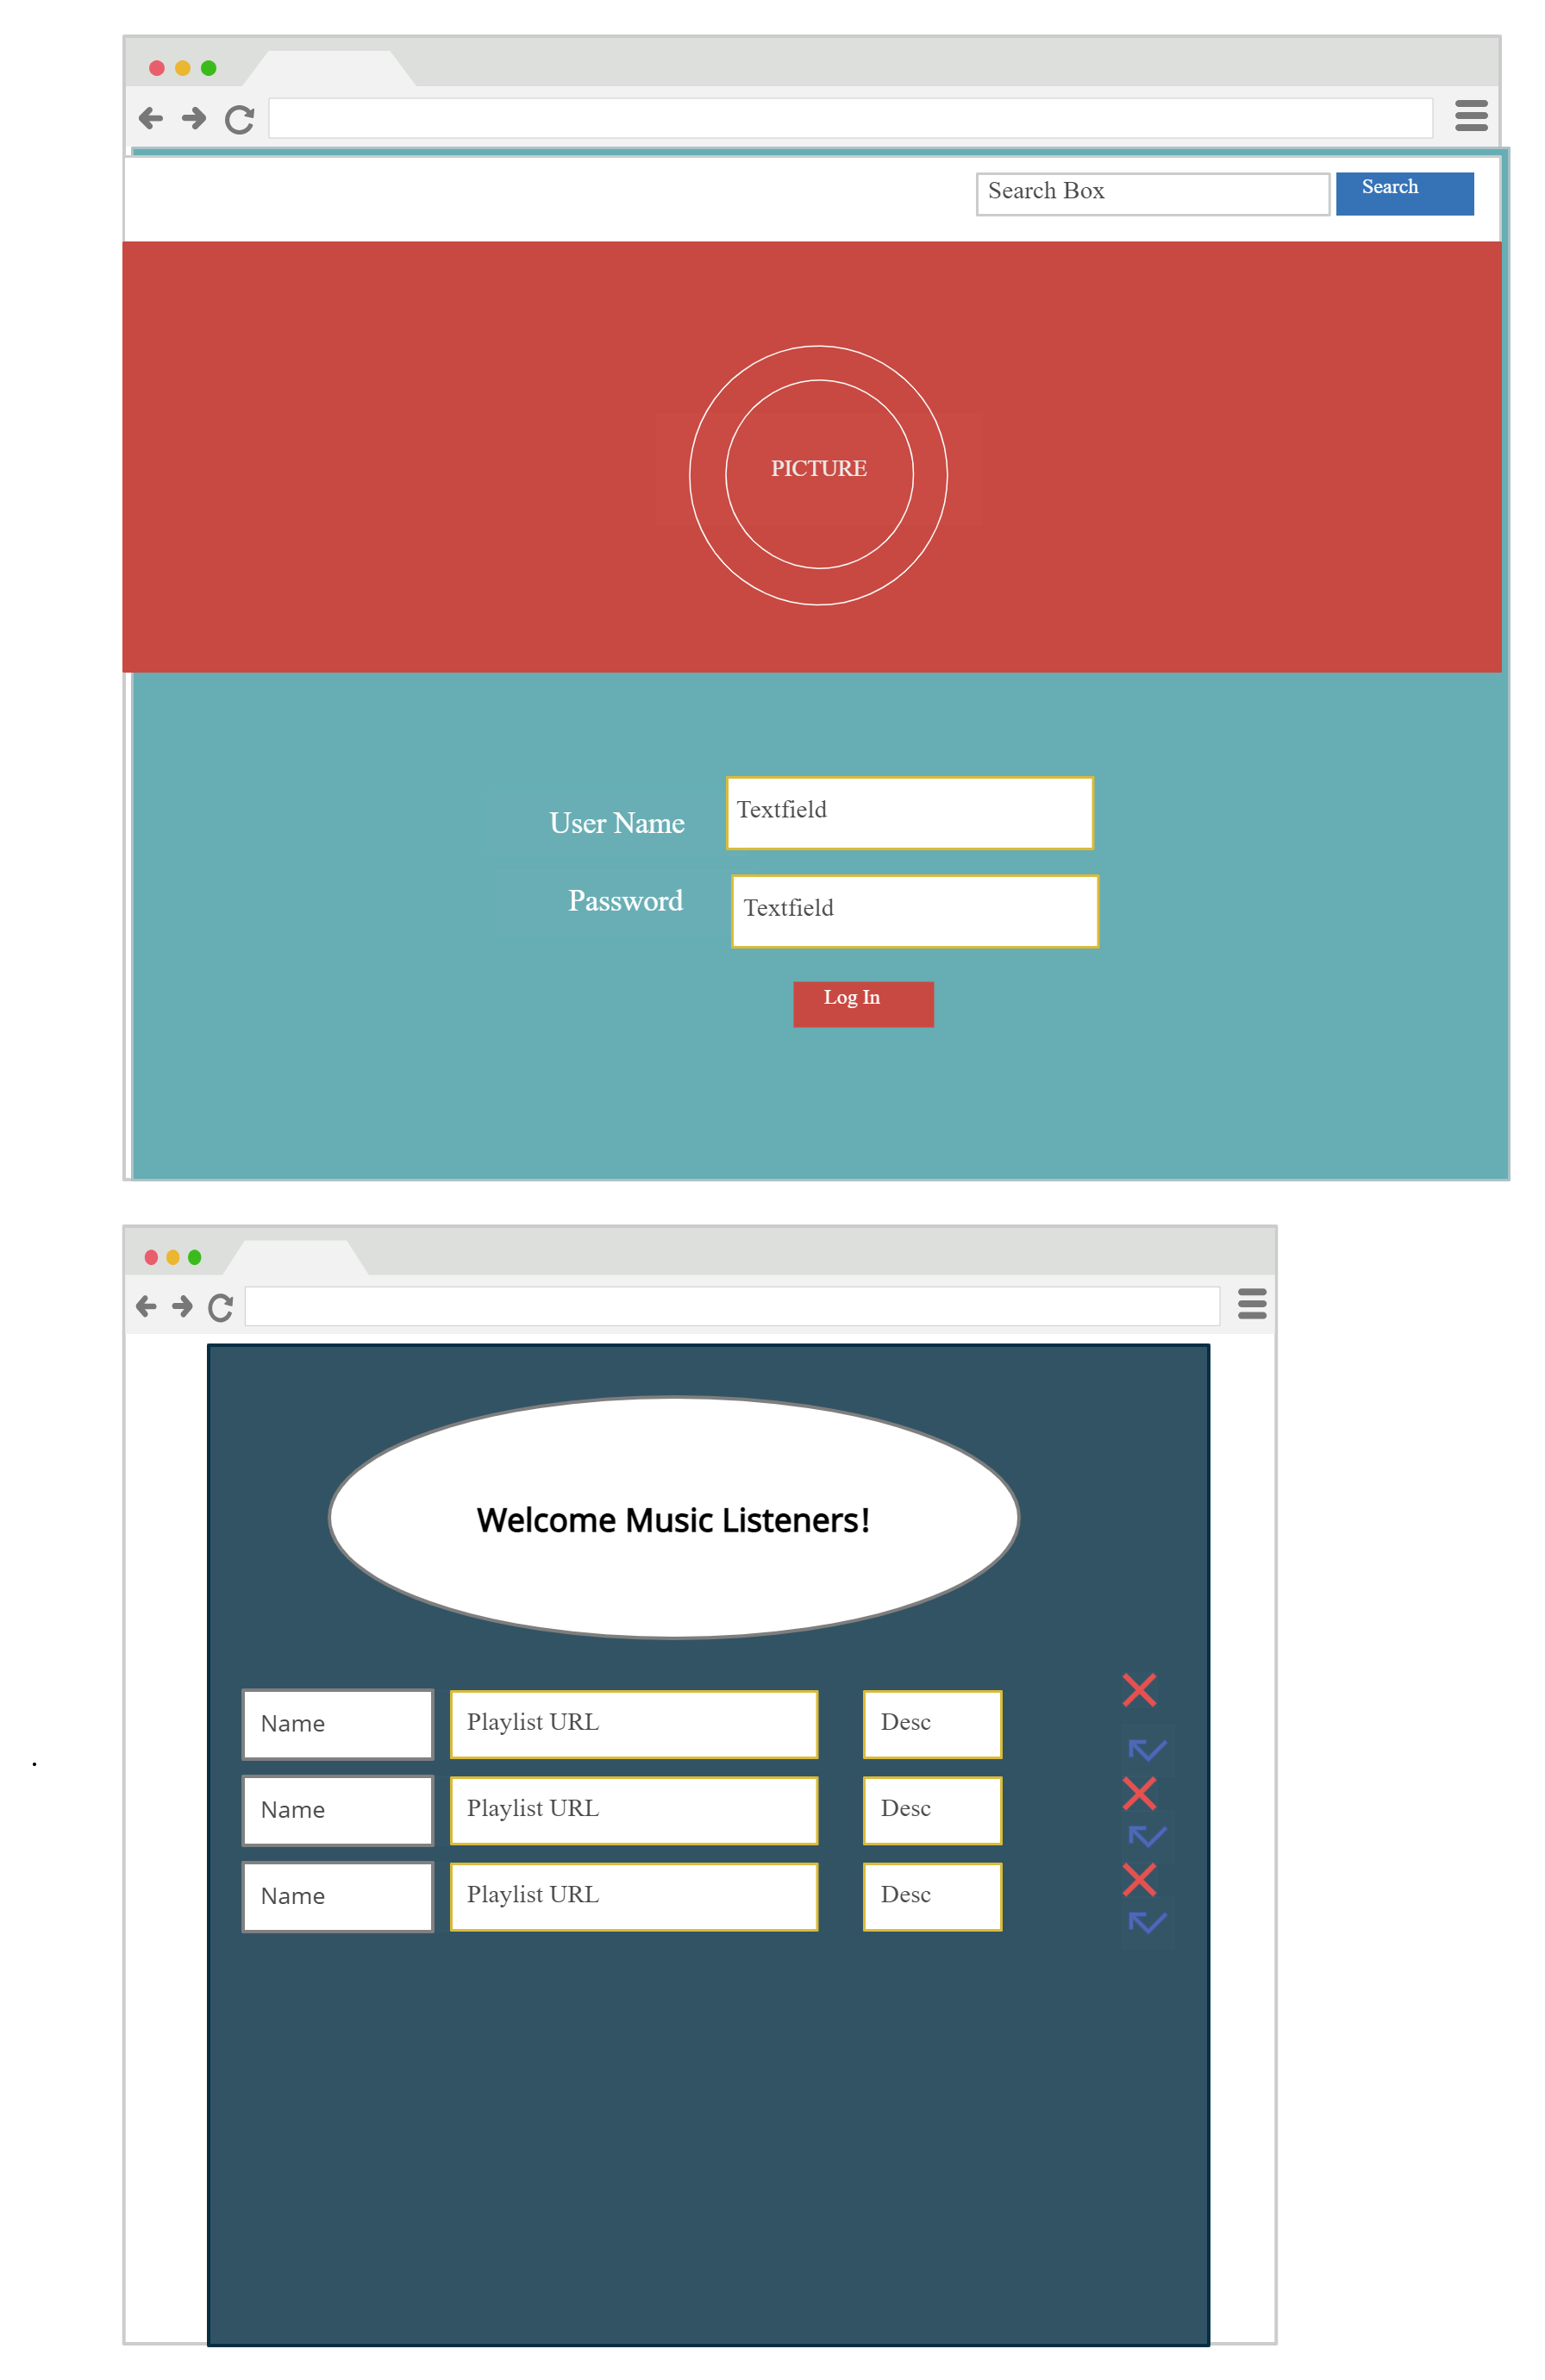 Search Box
Search
PICTURE
User Name
Textfield
Password
Textfield
Log In
Welcome Music Listeners!
Name
Playlist URL
Desc
Name
Playlist URL
Desc
Name
Playlist URL
Desc